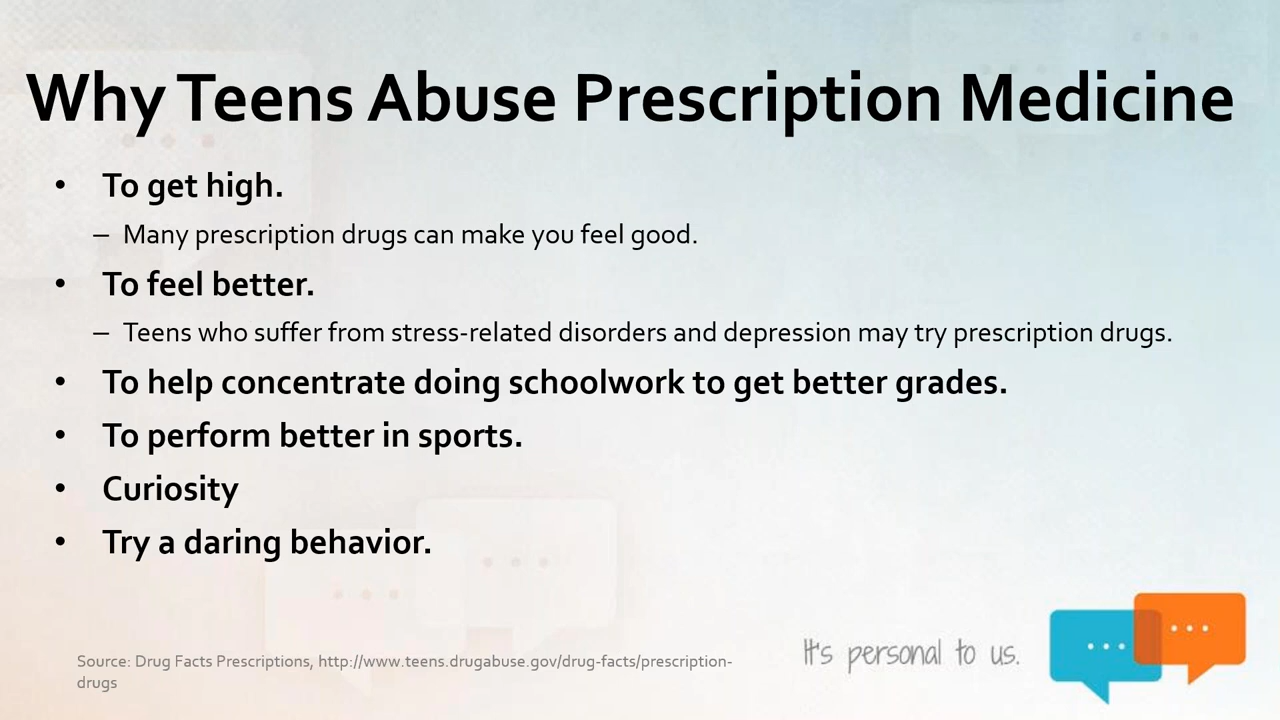 Why Teens Abuse Prescription Medicine
• To get high.
– Many prescription drugs can make you feel good.
• To feel better.
– Teens who suffer from stress-related disorders and depression may try prescription drugs.
• To help concentrate doing schoolwork to get better grades.
• To perform better in sports.
• Curiosity
• Try a daring behavior.
It's personal to us.
Source: Drug Facts Prescriptions, http://www.teens.drugabuse.gov/drug-facts/prescription-
drugs